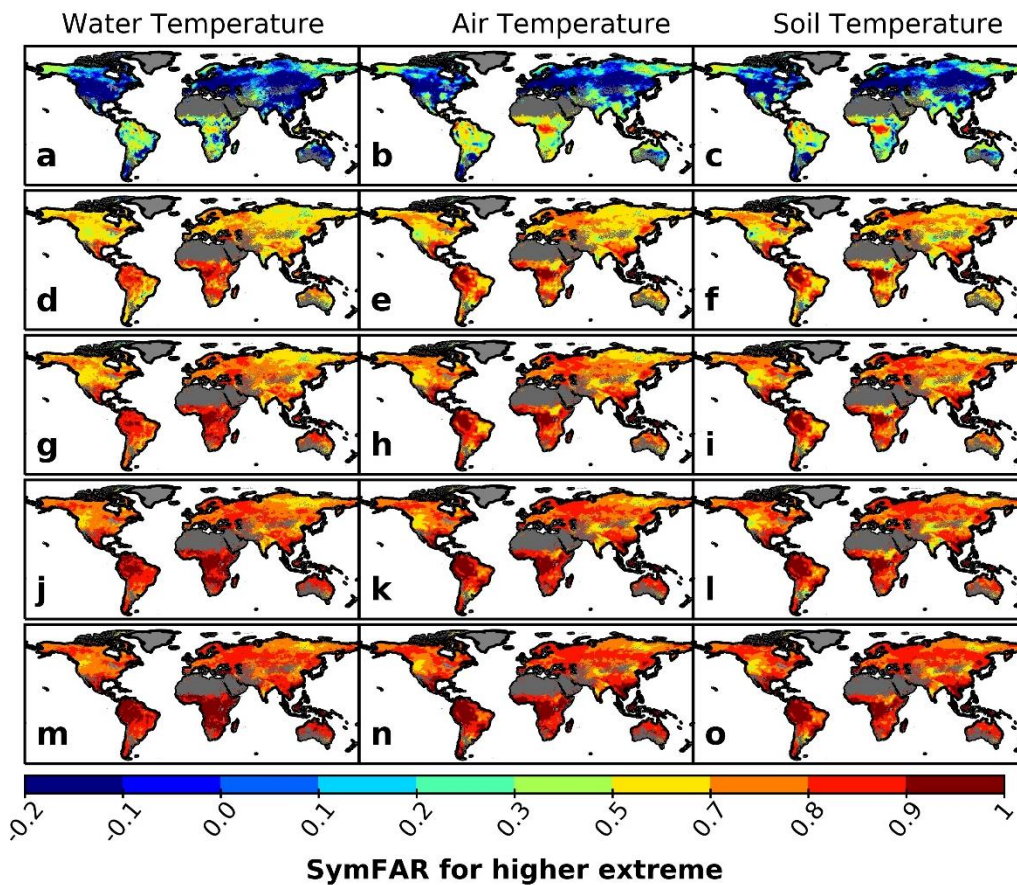 Water Temperature Air Temperature Soil Temperature
a b c
d e f
g h i
j k l
m n o
-0.2 -0.1 0.0 0.1 0.2 0.3 0.5 0.7 0.8 0.9 1
SymFAR for higher extreme